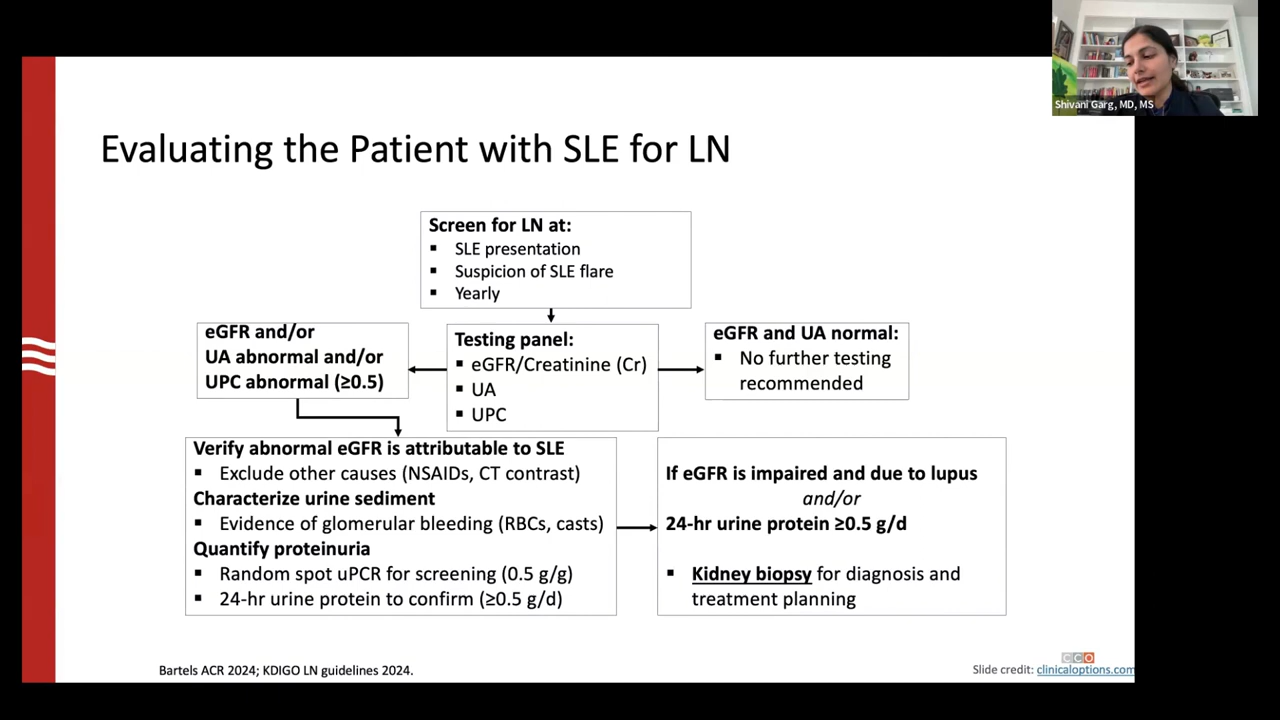 Shivani Garg, MD, MS
Evaluating the Patient with SLE for LN
Screen for LN at:
▪ SLE presentation
▪ Suspicion of SLE flare
▪ Yearly
eGFR and/or
UA abnormal and/or
UPC abnormal (≥0.5)
Testing panel:
▪ eGFR/Creatinine (Cr)
▪ UA
▪ UPC
eGFR and UA normal:
▪ No further testing
recommended
Verify abnormal eGFR is attributable to SLE
▪ Exclude other causes (NSAIDs, CT contrast)
Characterize urine sediment
▪ Evidence of glomerular bleeding (RBCs, casts)
Quantify proteinuria
▪ Random spot uPCR for screening (0.5 g/g)
▪ 24-hr urine protein to confirm (≥0.5 g/d)
If eGFR is impaired and due to lupus
and/or
24-hr urine protein ≥0.5 g/d
▪ Kidney biopsy for diagnosis and
treatment planning
Bartels ACR 2024; KDIGO LN guidelines 2024.
CCO
Slide credit: clinicaloptions.com